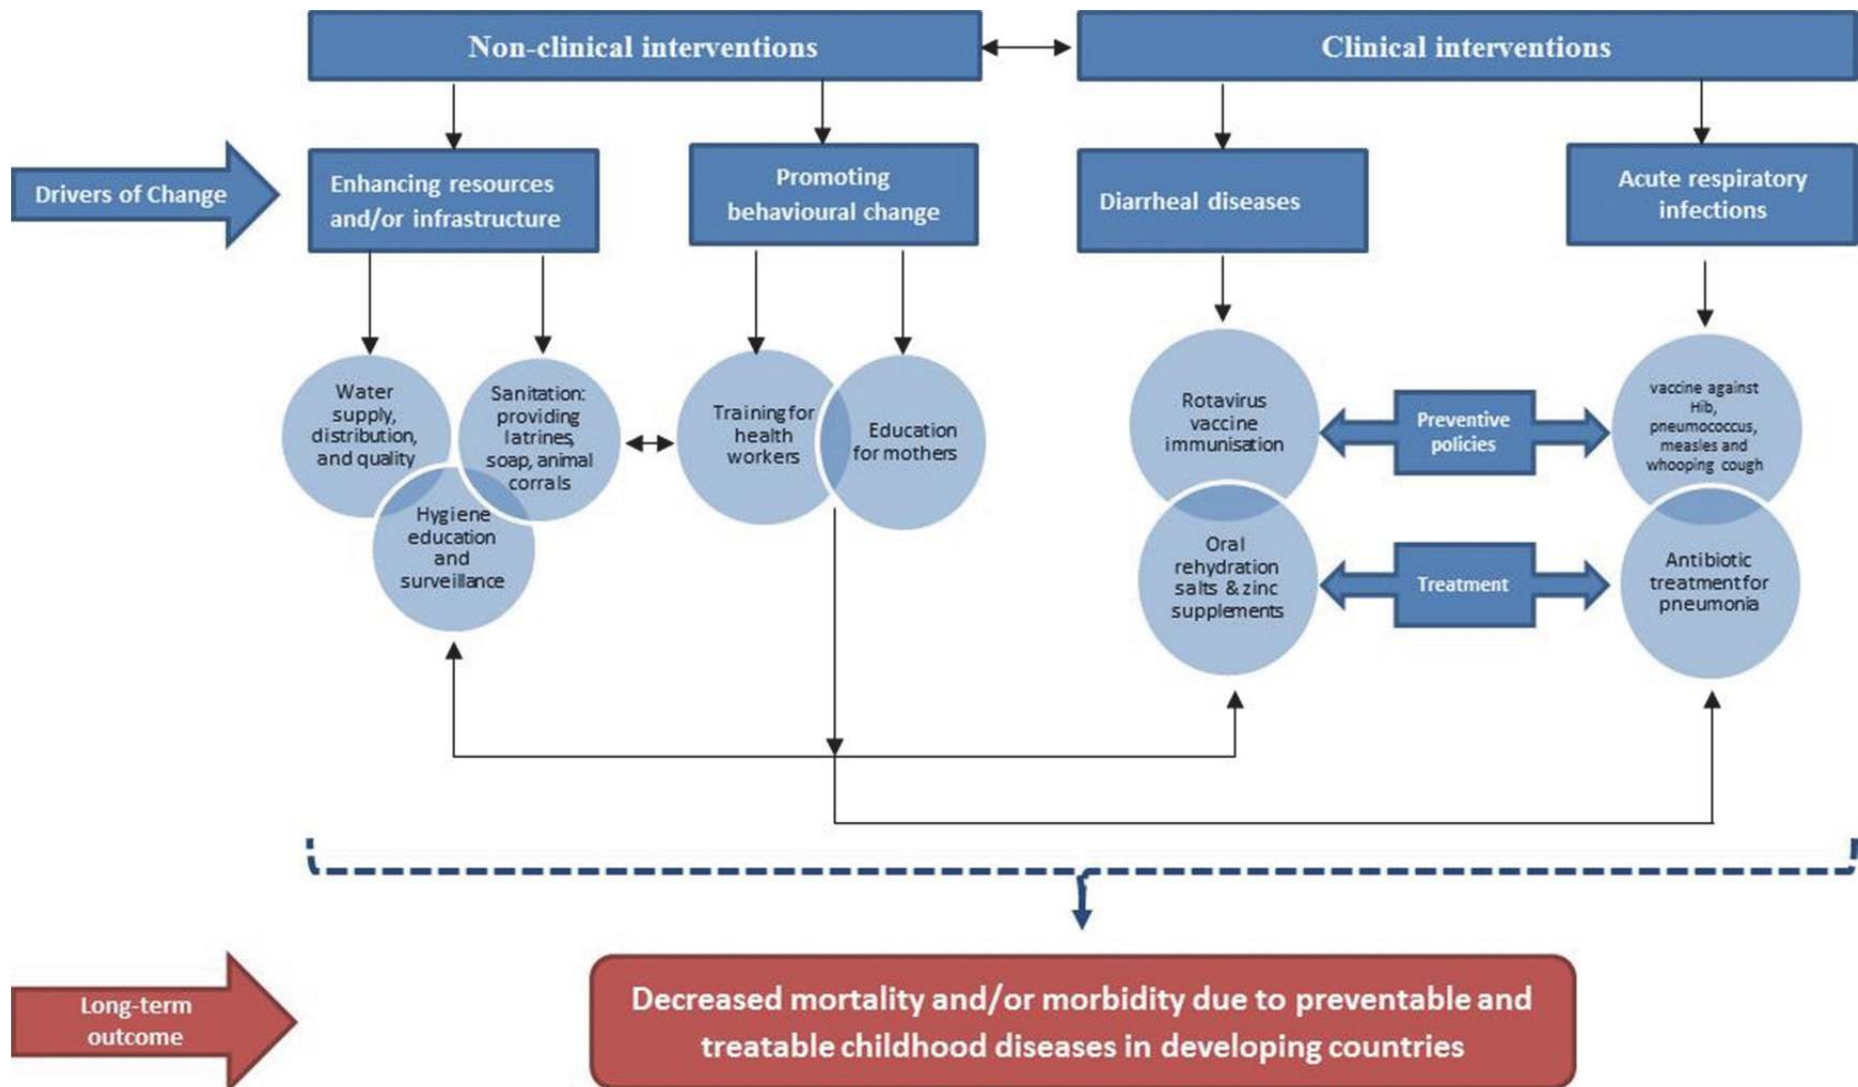 Non-clinical interventions
Clinical interventions
Drivers of Change
Enhancing resources
and/or infrastructure
Promoting
behavioural change
Diarrheal diseases
Acute respiratory
infections
Water
supply,
distribution,
and quality
Sanitation:
providing
latrines,
soap, animal
corrals
Hygiene
education
and
surveillance
Training for
health
workers
Education
for mothers
Rotavirus
vaccine
immunisation
Preventive
policies
vaccine against
Hib,
pneumococcus,
measles and
whooping cough
Oral
rehydration
salts & zinc
supplements
Treatment
Antibiotic
treatment for
pneumonia
Long-term
outcome
Decreased mortality and/or morbidity due to preventable and
treatable childhood diseases in developing countries